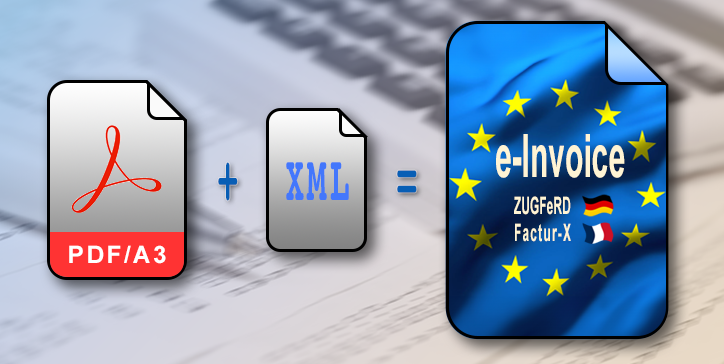 PDF/A3
+
XML
=
e-Invoice
ZUGFeRD
Factur-X